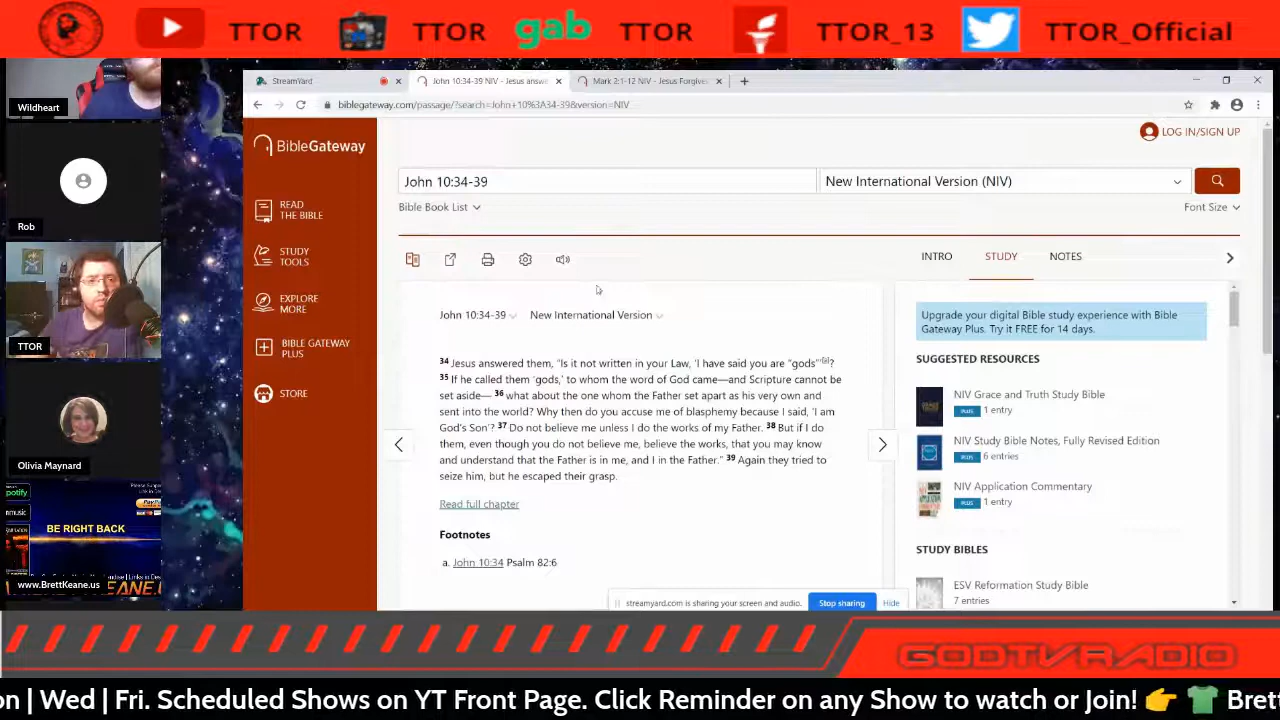 TTOR TTOR gab TTOR TTOR_13 TTOR_Official
Wildheart
Rob
TTOR
Olivia Maynard
potify
music
BE RIGHT BACK
www.BrettKeane.us
StreamYard
John 10:34-39 NIV - Jesus answe
Mark 2:1-12 NIV - Jesus Forgives
biblegateway.com/passage/?search=John+10%3A34-39&version=NIV
BibleGateway
LOG IN/SIGN UP
READ
THE BIBLE
STUDY
TOOLS
EXPLORE
MORE
BIBLE GATEWAY
PLUS
STORE
John 10:34-39
New International Version (NIV)
Bible Book List
Font Size
INTRO STUDY NOTES
John 10:34-39 New International Version
34 Jesus answered them, “Is it not written in your Law, ‘I have said you are “gods”’[a]?
35 If he called them ‘gods,’ to whom the word of God came—and Scripture cannot be
set aside— 36 what about the one whom the Father set apart as his very own and
sent into the world? Why then do you accuse me of blasphemy because I said, ‘I am
God’s Son’? 37 Do not believe me unless I do the works of my Father. 38 But if I do
them, even though you do not believe me, believe the works, that you may know
and understand that the Father is in me, and I in the Father.” 39 Again they tried to
seize him, but he escaped their grasp.
Read full chapter
Footnotes
a. John 10:34 Psalm 82:6
Upgrade your digital Bible study experience with Bible
Gateway Plus. Try it FREE for 14 days.
SUGGESTED RESOURCES
NIV Grace and Truth Study Bible
PLUS 1 entry
NIV Study Bible Notes, Fully Revised Edition
PLUS 6 entries
NIV Application Commentary
PLUS 1 entry
STUDY BIBLES
ESV Reformation Study Bible
7 entries
streamyard.com is sharing your screen and audio. Stop sharing Hide
GODTVRADIO
on | Wed | Fri. Scheduled Shows on YT Front Page. Click Reminder on any Show to watch or Join! 👉 👕 Brett